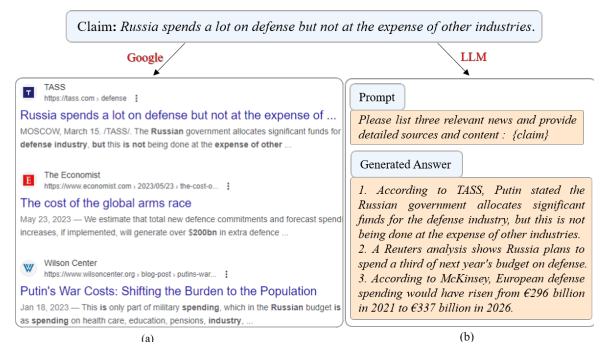 Claim: Russia spends a lot on defense but not at the expense of other industries.
Google
LLM
TASS
https://tass.com › defense
Russia spends a lot on defense but not at the expense of ...
MOSCOW, March 15. /TASS/. The Russian government allocates significant funds for
defense industry, but this is not being done at the expense of other ...
The Economist
https://www.economist.com › 2023/05/23 › the-cost-o...
The cost of the global arms race
May 23, 2023 — We estimate that total new defence commitments and forecast spend
increases, if implemented, will generate over $200bn in extra defence ...
Wilson Center
https://www.wilsoncenter.org › blog-post › putins-war...
Putin's War Costs: Shifting the Burden to the Population
Jan 18, 2023 — This is only part of military spending, which in the Russian budget is
as spending on health care, education, pensions, industry, ...
(a)
Prompt
Please list three relevant news and provide
detailed sources and content : {claim}
Generated Answer
1. According to TASS, Putin stated the
Russian government allocates significant
funds for the defense industry, but this is not
being done at the expense of other industries.
2. A Reuters analysis shows Russia plans to
spend a third of next year's budget on defense.
3. According to McKinsey, European defense
spending would have risen from €296 billion
in 2021 to €337 billion in 2026.
(b)